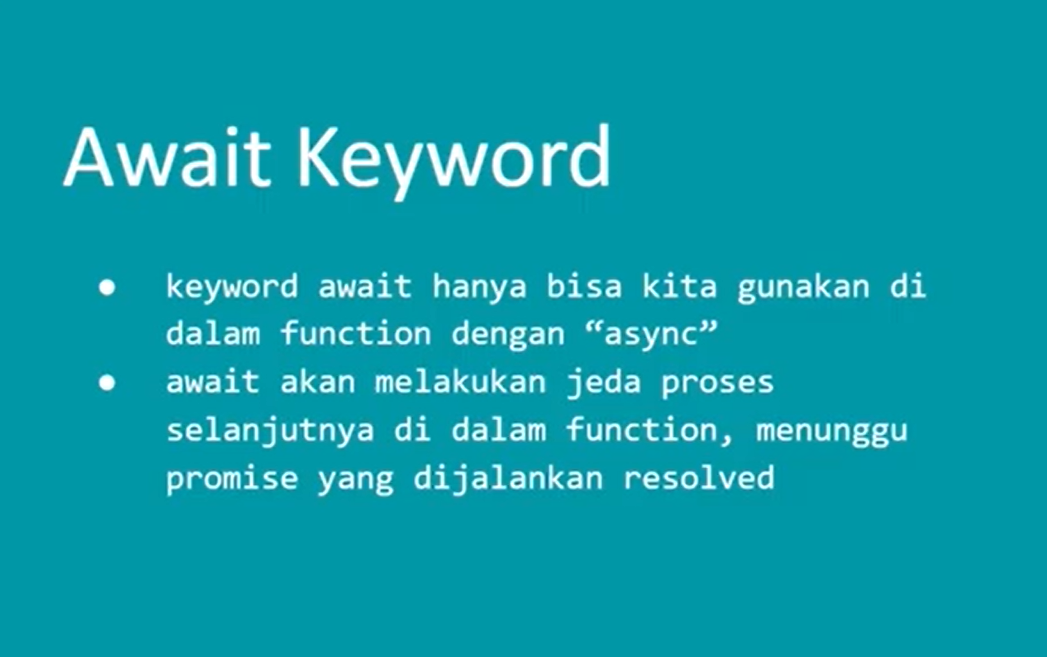 Await Keyword
● keyword await hanya bisa kita gunakan di
dalam function dengan “async”
● await akan melakukan jeda proses
selanjutnya di dalam function, menunggu
promise yang dijalankan resolved